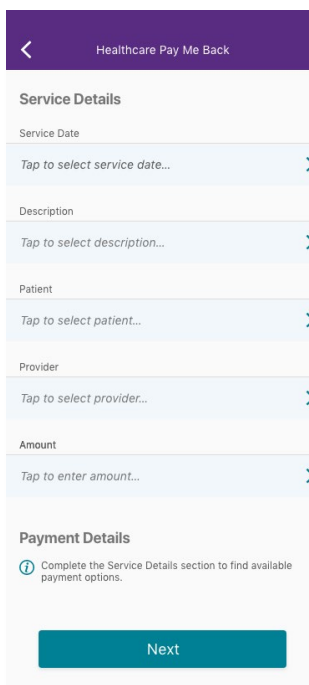 Healthcare Pay Me Back
Service Details
Service Date
Tap to select service date...
Description
Tap to select description...
Patient
Tap to select patient...
Provider
Tap to select provider...
Amount
Tap to enter amount...
Payment Details
Complete the Service Details section to find available
payment options.
Next